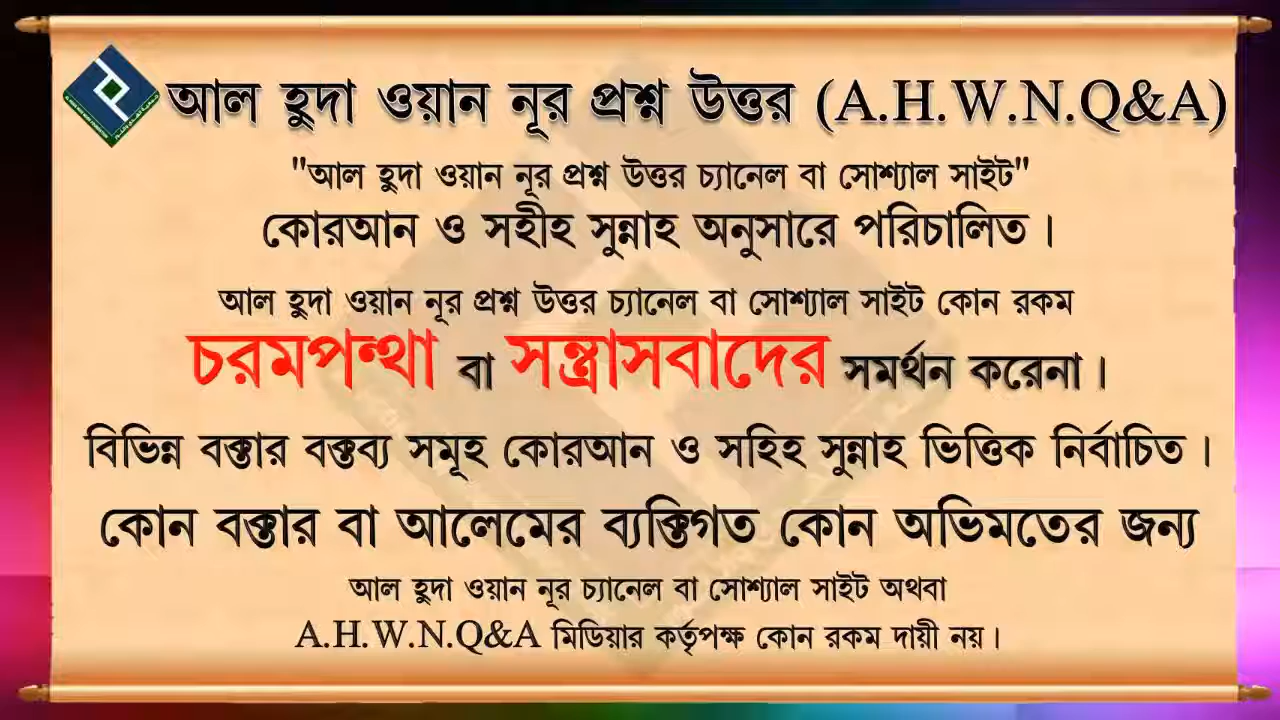 আল হুদা ওয়ান নূর প্রশ্ন উত্তর (A.H.W.N.Q&A)
"আল হুদা ওয়ান নূর প্রশ্ন উত্তর চ্যানেল বা সোশ্যাল সাইট"
কোরআন ও সহীহ সুন্নাহ অনুসারে পরিচালিত ।
আল হুদা ওয়ান নূর প্রশ্ন উত্তর চ্যানেল বা সোশ্যাল সাইট কোন রকম
চরমপন্থা বা সন্ত্রাসবাদের সমর্থন করেনা ।
বিভিন্ন বক্তার বক্তব্য সমূহ কোরআন ও সহিহ সুন্নাহ ভিত্তিক নির্বাচিত ।
কোন বক্তার বা আলেমের ব্যক্তিগত কোন অভিমতের জন্য
আল হুদা ওয়ান নূর চ্যানেল বা সোশ্যাল সাইট অথবা
A.H.W.N.Q&A মিডিয়ার কর্তৃপক্ষ কোন রকম দায়ী নয় ।